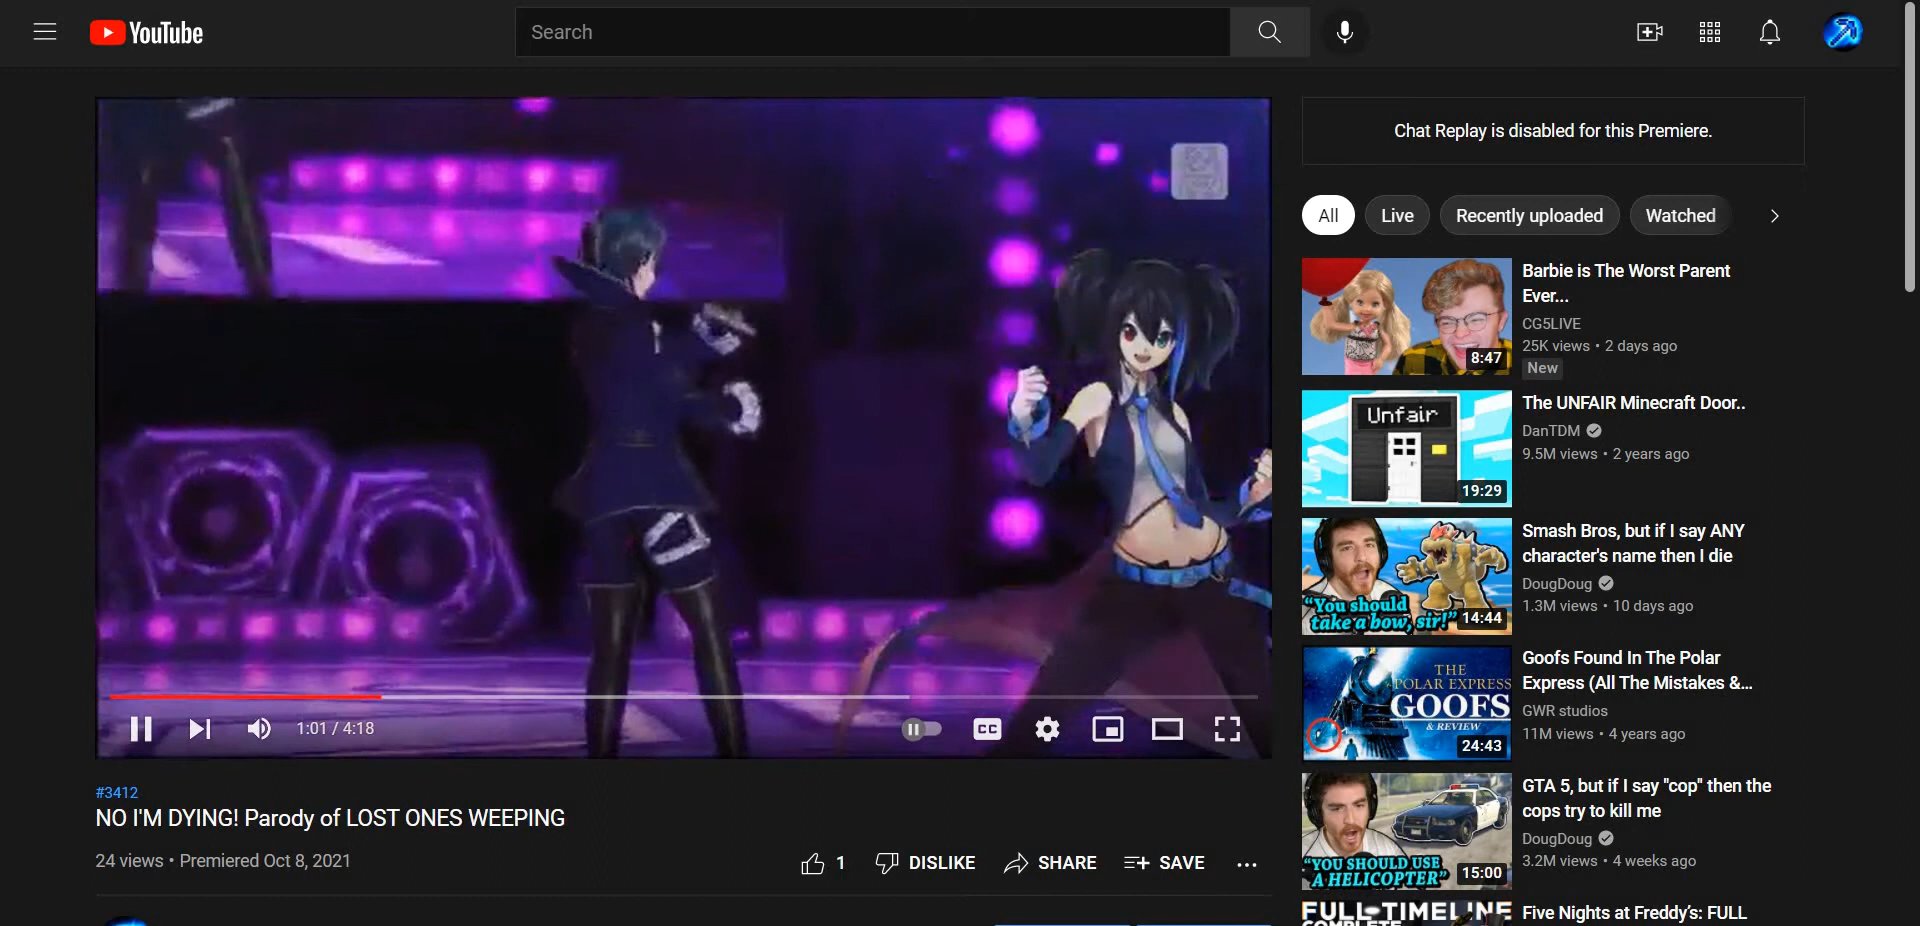 YouTube
Search
Chat Replay is disabled for this Premiere.
All
Live
Recently uploaded
Watched
8:47
Barbie is The Worst Parent
Ever...
CG5LIVE
25K views • 2 days ago
New
Unfair
19:29
The UNFAIR Minecraft Door..
DanTDM
9.5M views • 2 years ago
"You should
take a bow, sir!"
14:44
Smash Bros, but if I say ANY
character's name then I die
DougDoug
1.3M views • 10 days ago
THE
POLAR EXPRESS
GOOFS
& REVIEW
24:43
Goofs Found In The Polar
Express (All The Mistakes &...
GWR studios
11M views • 4 years ago
"YOU SHOULD USE
A HELICOPTER"
15:00
GTA 5, but if I say "cop" then the
cops try to kill me
DougDoug
3.2M views • 4 weeks ago
FULL TIMELINE
COMPLETE
Five Nights at Freddy's: FULL
1:01 / 4:18
CC
#3412
NO I'M DYING! Parody of LOST ONES WEEPING
24 views • Premiered Oct 8, 2021
1
DISLIKE
SHARE
SAVE